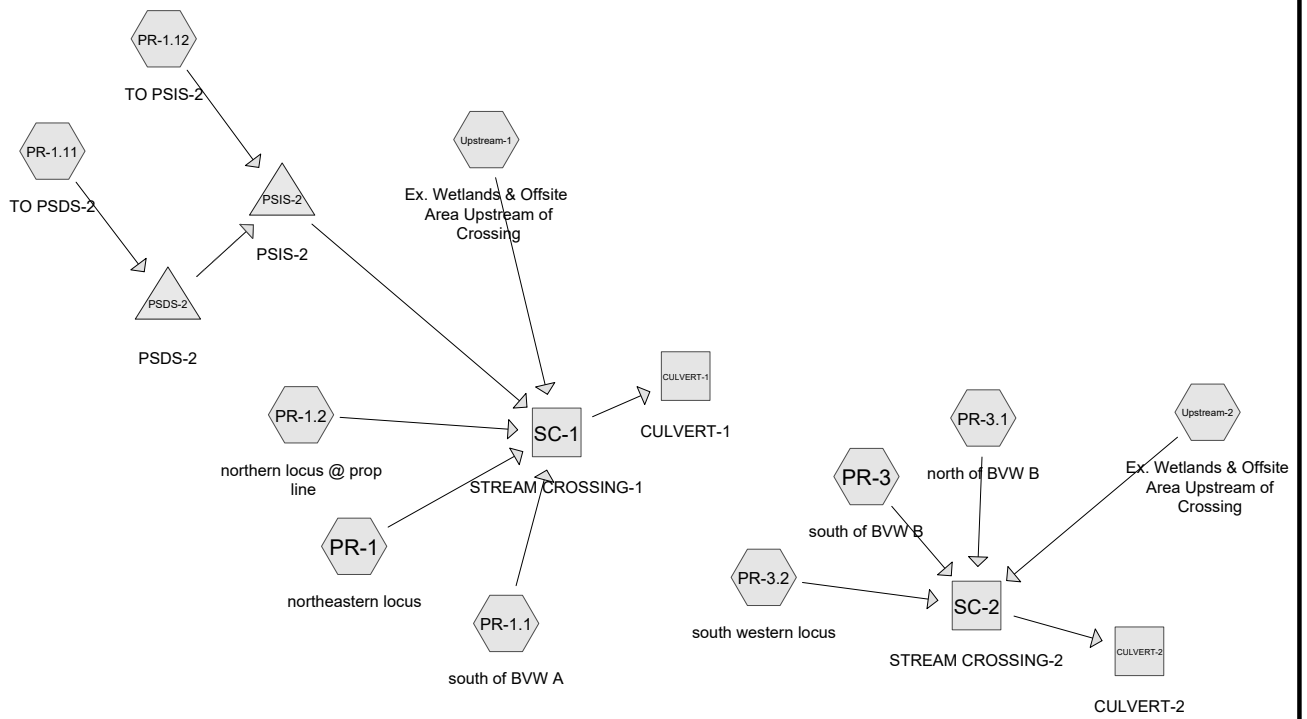 PR-1.12
TO PSIS-2
PR-1.11
TO PSDS-2
PSIS-2
PSIS-2
PSDS-2
PSDS-2
Upstream-1
Ex. Wetlands & Offsite
Area Upstream of
Crossing
CULVERT-1
CULVERT-1
SC-1
STREAM CROSSING-1
PR-1.2
northern locus @ prop
line
PR-1
northeastern locus
PR-1.1
south of BVW A
PR-3.1
north of BVW B
Upstream-2
Ex. Wetlands & Offsite
Area Upstream of
Crossing
PR-3
south of BVW B
PR-3.2
south western locus
SC-2
STREAM CROSSING-2
CULVERT-2
CULVERT-2